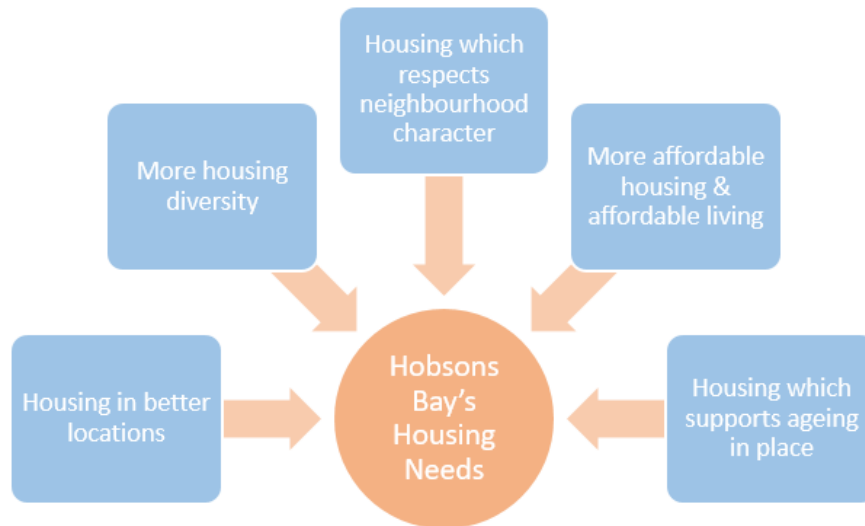 Housing which
respects
neighbourhood
character
More housing
diversity
More affordable
housing &
affordable living
Housing in better
locations
Hobsons
Bay’s
Housing
Needs
Housing which
supports ageing
in place